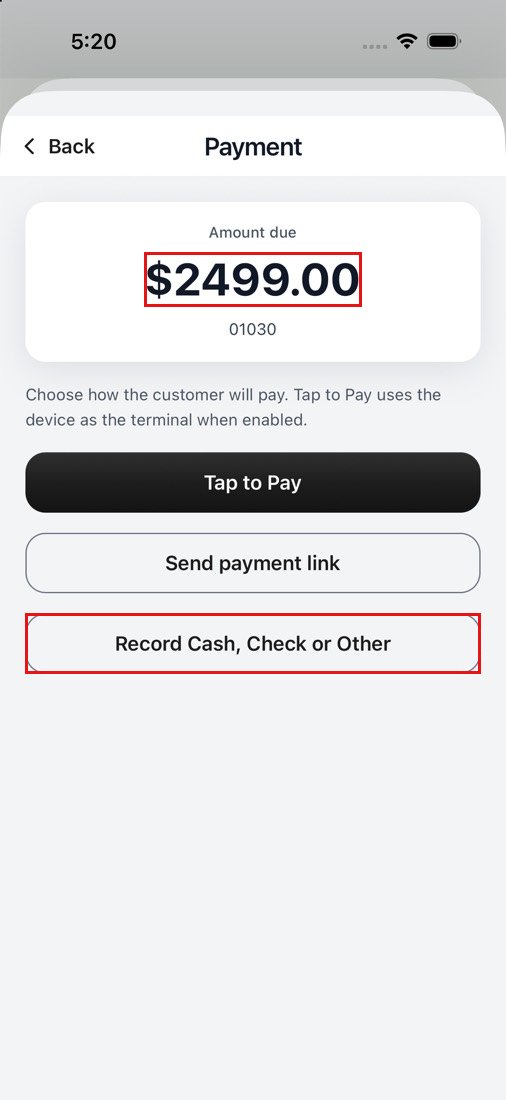 5:20
Back
Payment
Amount due
$2499.00
01030
Choose how the customer will pay. Tap to Pay uses the
device as the terminal when enabled.
Tap to Pay
Send payment link
Record Cash, Check or Other